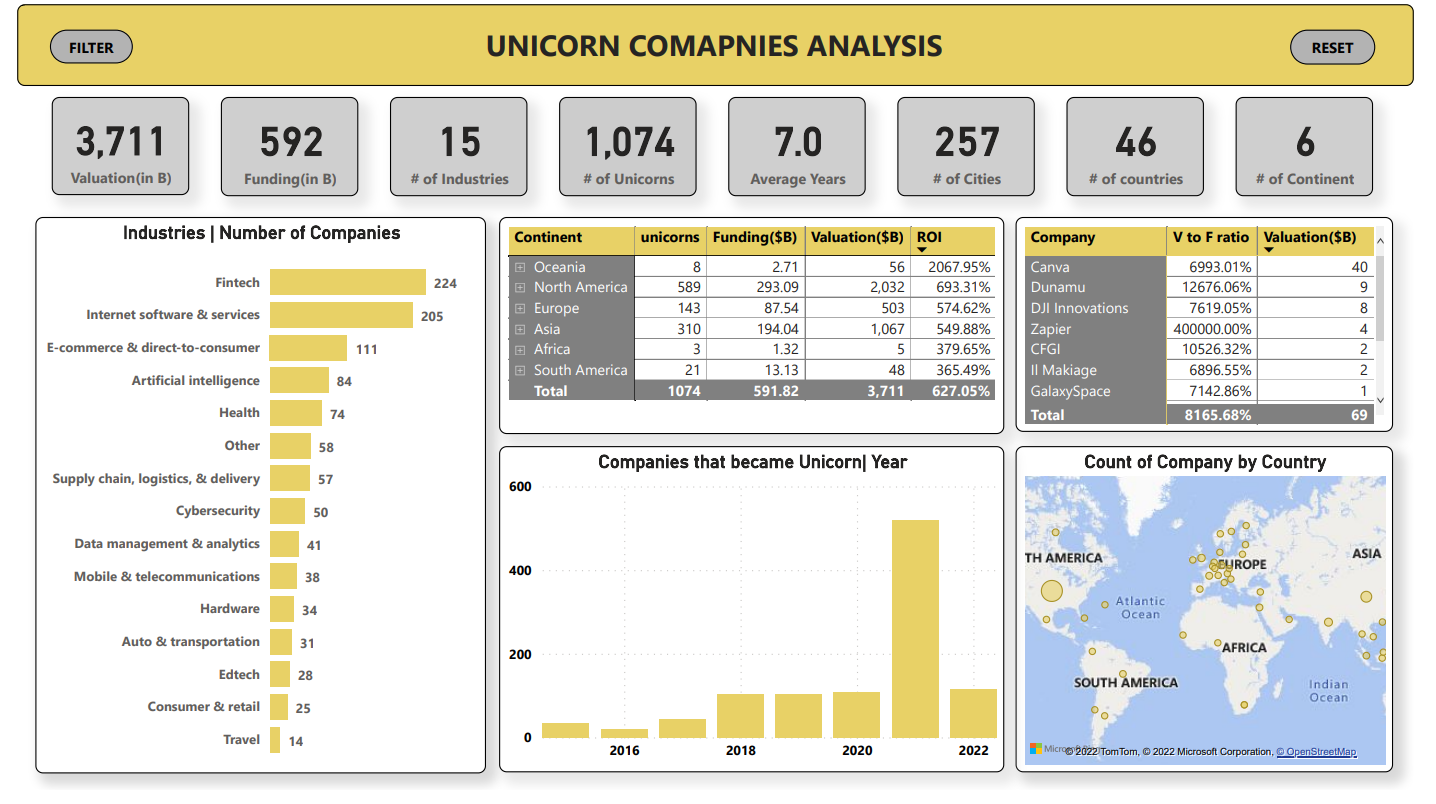 FILTER
UNICORN COMAPNIES ANALYSIS
RESET
3,711
Valuation(in B)
592
Funding(in B)
15
# of Industries
1,074
# of Unicorns
7.0
Average Years
257
# of Cities
46
# of countries
6
# of Continent
Industries | Number of Companies
Fintech 224
Internet software & services 205
E-commerce & direct-to-consumer 111
Artificial intelligence 84
Health 74
Other 58
Supply chain, logistics, & delivery 57
Cybersecurity 50
Data management & analytics 41
Mobile & telecommunications 38
Hardware 34
Auto & transportation 31
Edtech 28
Consumer & retail 25
Travel 14
Continent unicorns Funding($B) Valuation($B) ROI
Oceania 8 2.71 56 2067.95%
North America 589 293.09 2,032 693.31%
Europe 143 87.54 503 574.62%
Asia 310 194.04 1,067 549.88%
Africa 3 1.32 5 379.65%
South America 21 13.13 48 365.49%
Total 1074 591.82 3,711 627.05%
Company V to F ratio Valuation($B)
Canva 6993.01% 40
Dunamu 12676.06% 9
DJI Innovations 7619.05% 8
Zapier 400000.00% 4
CFGI 10526.32% 2
Il Makiage 6896.55% 2
GalaxySpace 7142.86% 1
Total 8165.68% 69
Companies that became Unicorn| Year
600
400
200
0
2016 2018 2020 2022
Count of Company by Country
TH AMERICA
EUROPE
ASIA
Atlantic
Ocean
AFRICA
SOUTH AMERICA
Indian
Ocean
© 2022 TomTom, © 2022 Microsoft Corporation, © OpenStreetMap